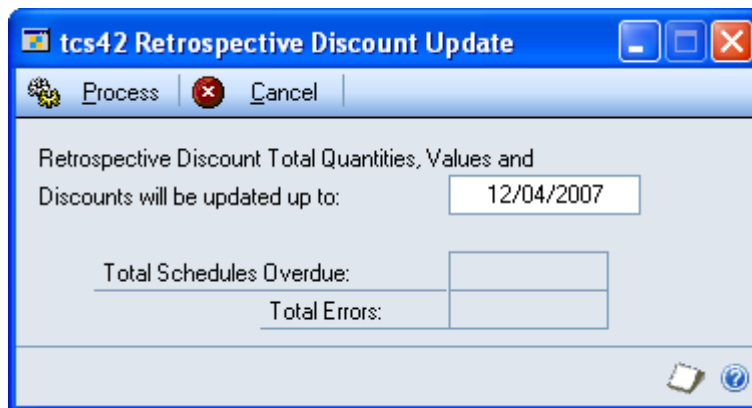 tcs42 Retrospective Discount Update
Process Cancel
Retrospective Discount Total Quantities, Values and
Discounts will be updated up to: 12/04/2007
Total Schedules Overdue:
Total Errors: